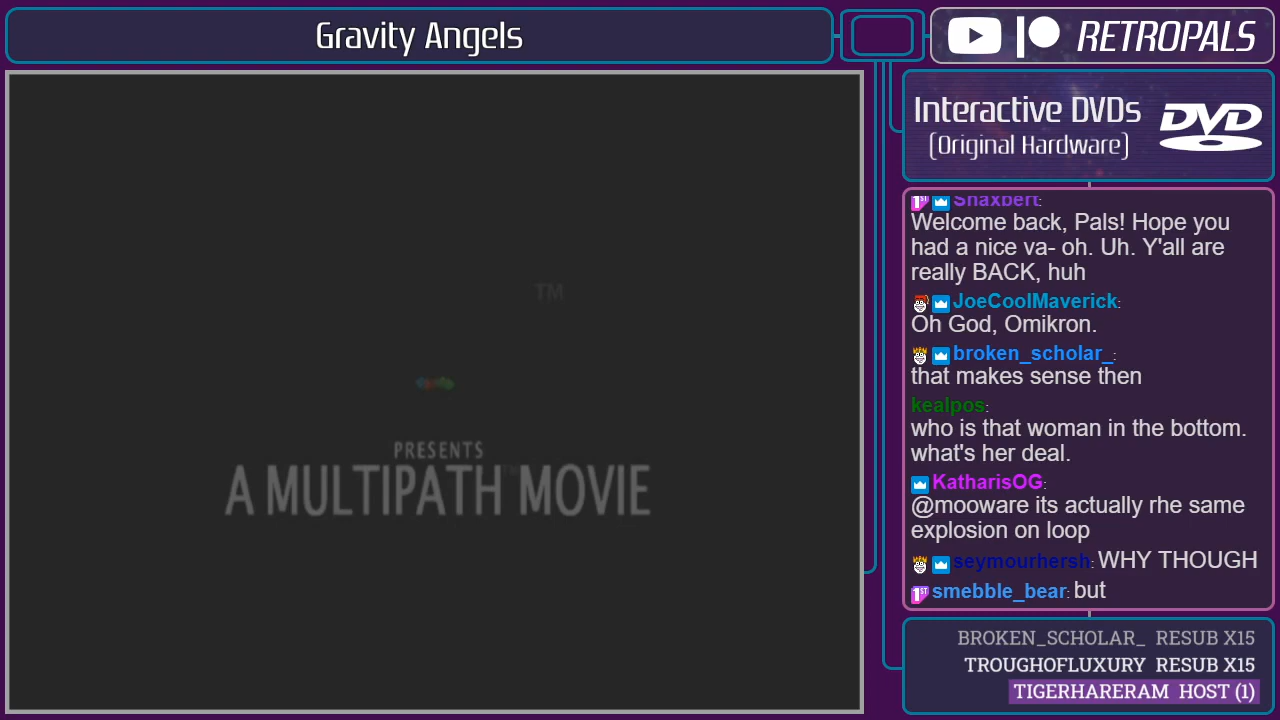 Gravity Angels
RETROPALS
Interactive DVDs
(Original Hardware)
DVD
TM
PRESENTS
A MULTIPATH MOVIE
Shaxbert:
Welcome back, Pals! Hope you
had a nice va- oh. Uh. Y'all are
really BACK, huh
JoeCoolMaverick:
Oh God, Omikron.
broken_scholar_:
that makes sense then
kealpos:
who is that woman in the bottom.
what's her deal.
KatharisOG:
@mooware its actually rhe same
explosion on loop
seymourhersh: WHY THOUGH
1ST smebble_bear: but
BROKEN_SCHOLAR_ RESUB X15
TROUGHOFLUXURY RESUB X15
TIGERHARERAM HOST (1)